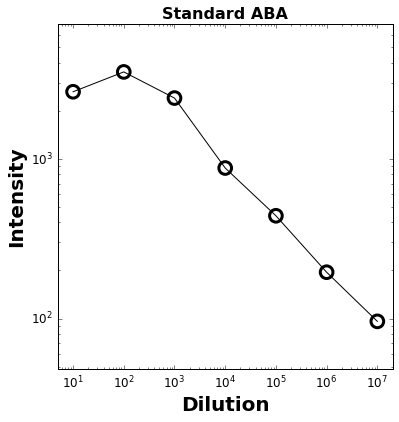 Standard ABA
Intensity
10³
10²
10¹ 10² 10³ 10⁴ 10⁵ 10⁶ 10⁷
Dilution